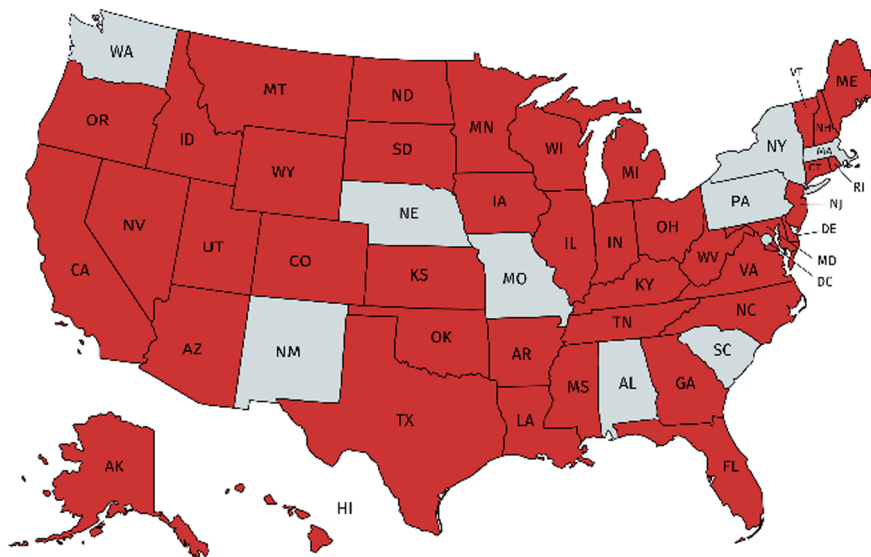 WA
MT
ND
MN
VT
ME
OR
ID
SD
WI
NY
NH
MA
WY
MI
CT
RI
NE
IA
PA
NJ
NV
UT
CO
IL
IN
OH
DE
CA
KS
MO
WV
VA
MD
KY
DC
AZ
NM
OK
AR
TN
NC
SC
MS
AL
GA
TX
LA
FL
AK
HI